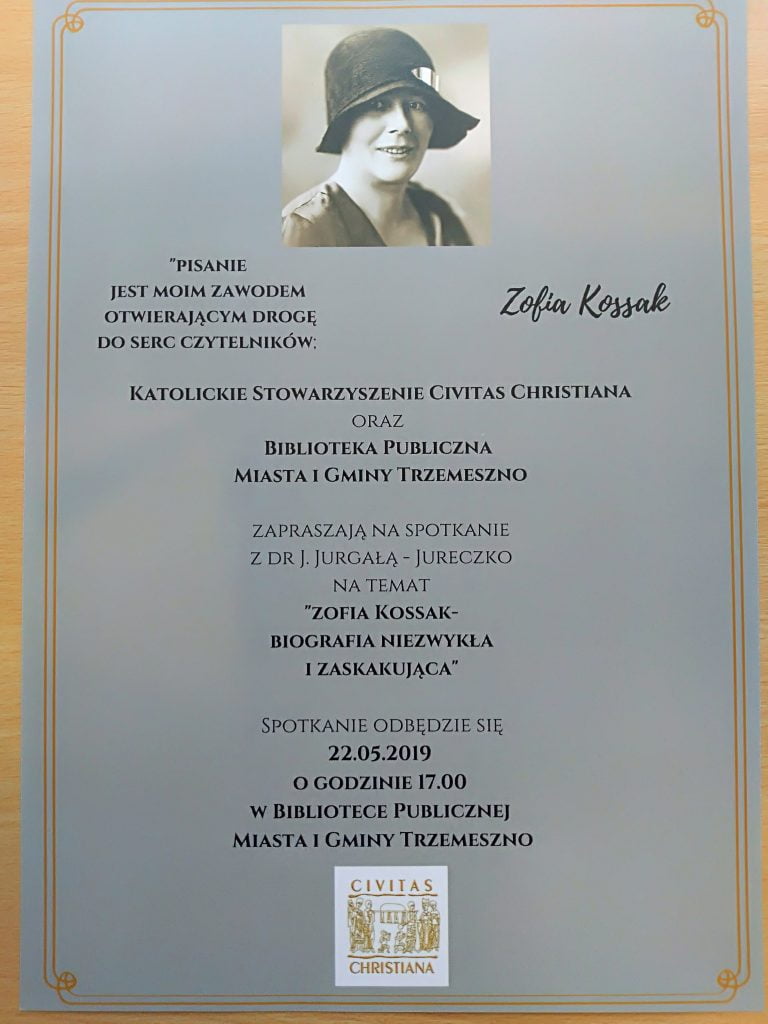 "PISANIE
JEST MOIM ZAWODEM
OTWIERAJĄCYM DROGĘ
DO SERC CZYTELNIKÓW;
Zofia Kossak
KATOLICKIE STOWARZYSZENIE CIVITAS CHRISTIANA
ORAZ
BIBLIOTEKA PUBLICZNA
MIASTA I GMINY TRZEMESZNO
ZAPRASZAJĄ NA SPOTKANIE
Z DR J. JURGAŁĄ - JURECZKO
NA TEMAT
"ZOFIA KOSSAK-
BIOGRAFIA NIEZWYKŁA
I ZASKAKUJĄCA"
SPOTKANIE ODBĘDZIE SIĘ
22.05.2019
O GODZINIE 17.00
W BIBLIOTECE PUBLICZNEJ
MIASTA I GMINY TRZEMESZNO
CIVITAS
CHRISTIANA